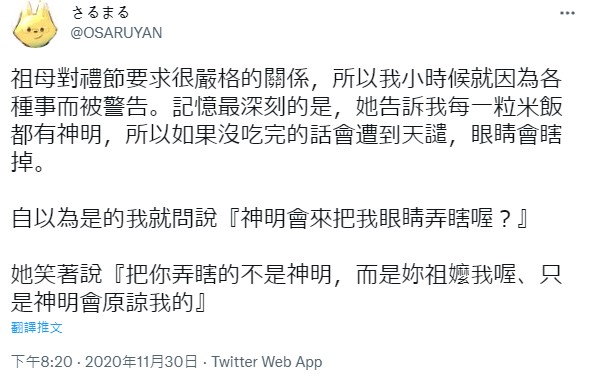 さるまる
@OSARUYAN
祖母對禮節要求很嚴格的關係，所以我小時候就因為各
種事而被警告。記憶最深刻的是，她告訴我每一粒米飯
都有神明，所以如果沒吃完的話會遭到天譴，眼睛會瞎
掉。
自以為是的我就問說『神明會來把我眼睛弄瞎喔？』
她笑著說『把你弄瞎的不是神明，而是妳祖嬤我喔、只
是神明會原諒我的』
翻譯推文
下午8:20 · 2020年11月30日 · Twitter Web App